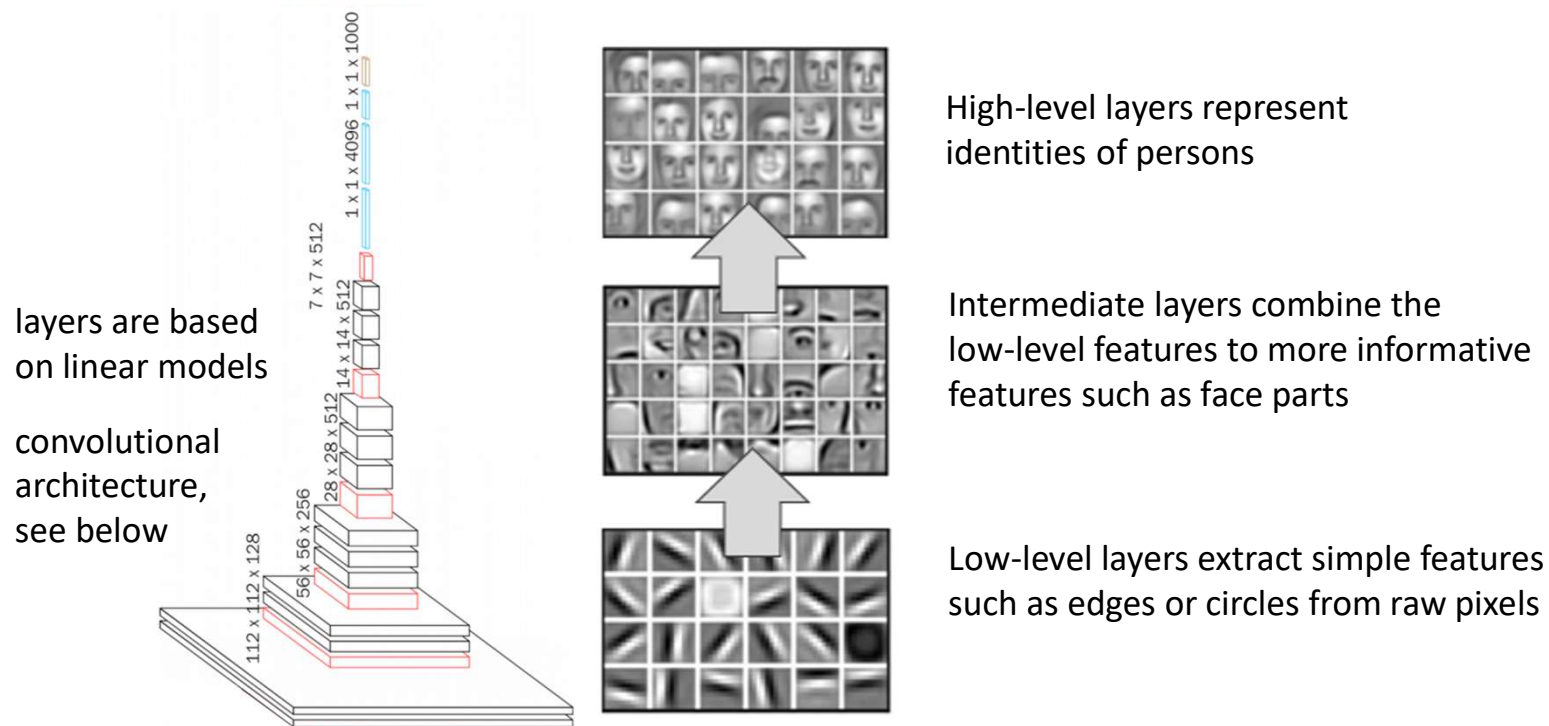 layers are based
on linear models
convolutional
architecture,
see below
1 x 1 x 1000
1 x 1 x 4096
7 x 7 x 512
14 x 14 x 512
28 x 28 x 512
56 x 56 x 256
112 x 112 x 128
High-level layers represent
identities of persons
Intermediate layers combine the
low-level features to more informative
features such as face parts
Low-level layers extract simple features
such as edges or circles from raw pixels